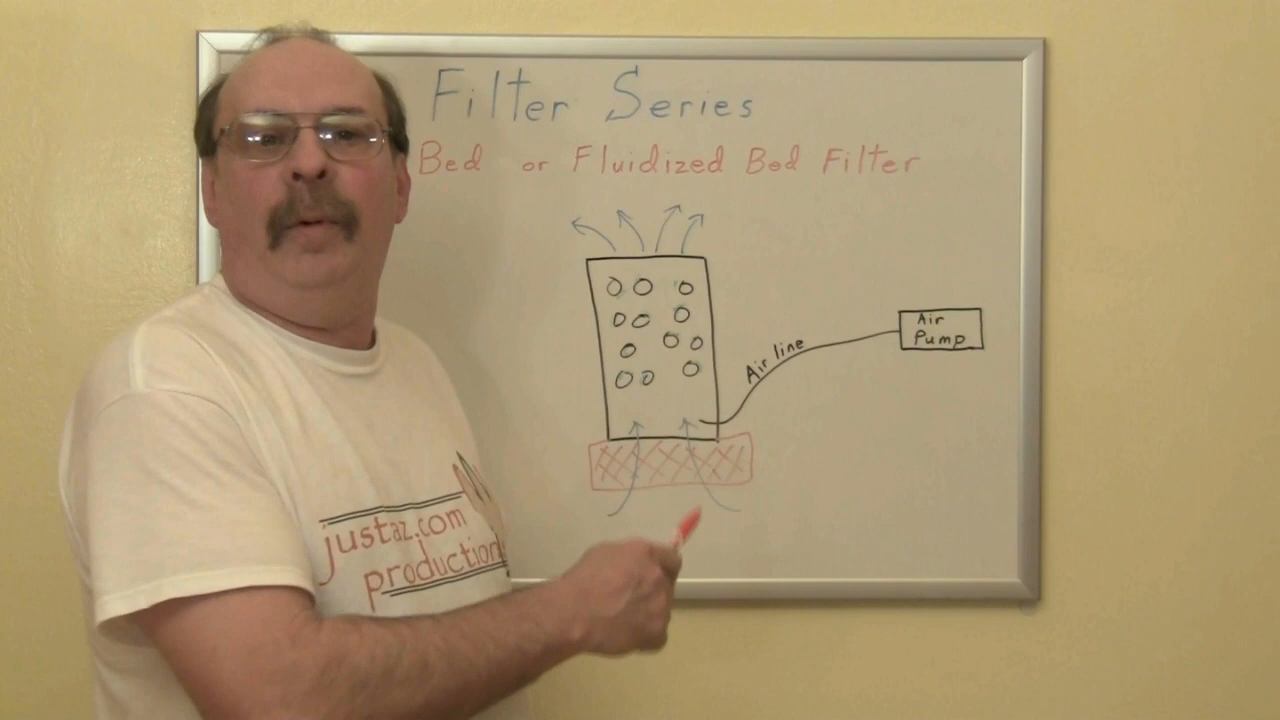 Filter Series
Bed or Fluidized Bed Filter
Air line
Air
Pump
justaz.com
production